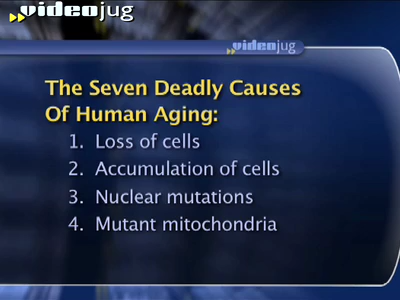 videojug
videojug
The Seven Deadly Causes
Of Human Aging:
1. Loss of cells
2. Accumulation of cells
3. Nuclear mutations
4. Mutant mitochondria